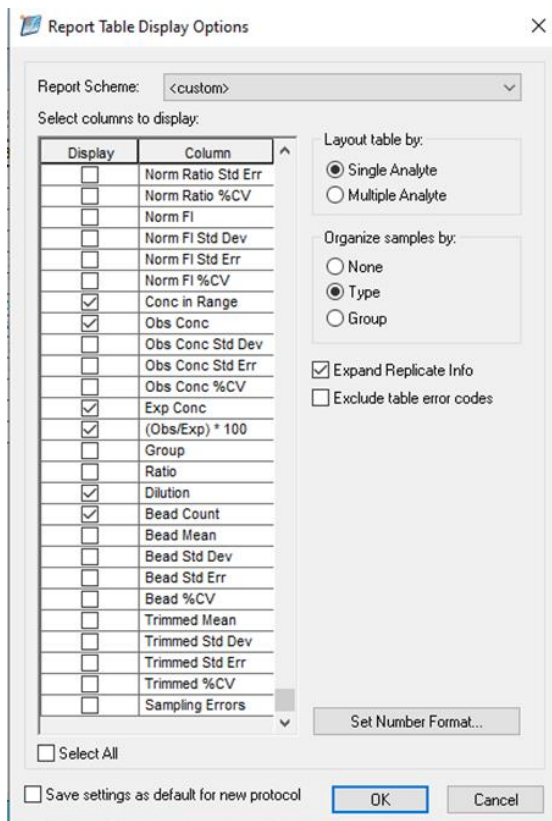 Report Table Display Options
Report Scheme: <custom>
Select columns to display:
Display Column
Norm Ratio Std Err
Norm Ratio %CV
Norm FI
Norm FI Std Dev
Norm FI Std Err
Norm FI %CV
Conc in Range
Obs Conc
Obs Conc Std Dev
Obs Conc Std Err
Obs Conc %CV
Exp Conc
(Obs/Exp) * 100
Group
Ratio
Dilution
Bead Count
Bead Mean
Bead Std Dev
Bead Std Err
Bead %CV
Trimmed Mean
Trimmed Std Dev
Trimmed Std Err
Trimmed %CV
Sampling Errors
Select All
Layout table by:
Single Analyte
Multiple Analyte
Organize samples by:
None
Type
Group
Expand Replicate Info
Exclude table error codes
Set Number Format...
Save settings as default for new protocol
OK
Cancel